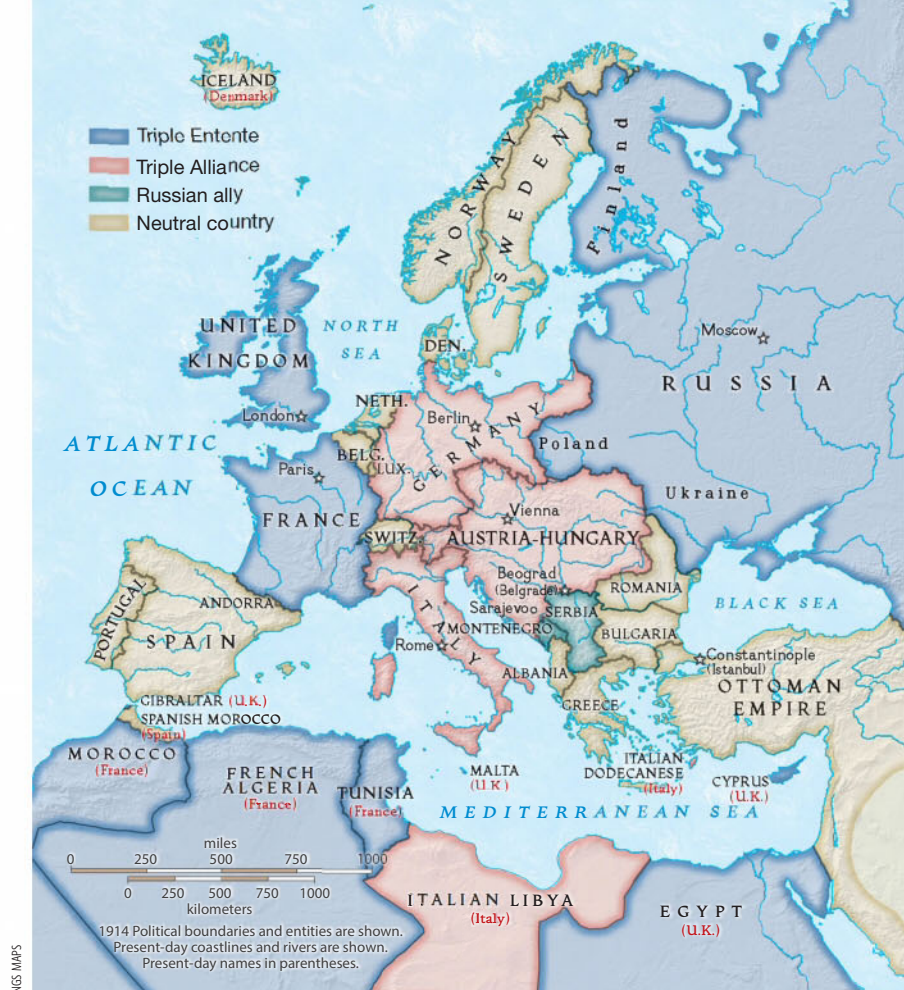 ICELAND
(Denmark)
Triple Entente
Triple Alliance
Russian ally
Neutral country
NORWAY
SWEDEN
Finland
UNITED
KINGDOM
NORTH
SEA
DEN.
Moscow
RUSSIA
NETH.
London
Berlin
GERMANY
Poland
ATLANTIC
OCEAN
BELG.
LUX.
Paris
Ukraine
FRANCE
Vienna
SWITZ.
AUSTRIA-HUNGARY
Beograd
(Belgrade)
ROMANIA
PORTUGAL
ANDORRA
ITALY
Sarajevo
SERBIA
BLACK SEA
SPAIN
MONTENEGRO
BULGARIA
Rome
Constantinople
(Istanbul)
ALBANIA
OTTOMAN
EMPIRE
GIBRALTAR (U.K.)
GREECE
SPANISH MOROCCO
(Spain)
MOROCCO
(France)
FRENCH
ALGERIA
(France)
TUNISIA
(France)
MALTA
(U.K.)
ITALIAN
DODECANESE
(Italy)
CYPRUS
(U.K.)
MEDITERRANEAN SEA
miles
0 250 500 750 1000
0 250 500 750 1000
kilometers
ITALIAN LIBYA
(Italy)
EGYPT
(U.K.)
1914 Political boundaries and entities are shown.
Present-day coastlines and rivers are shown.
Present-day names in parentheses.
NGS MAPS